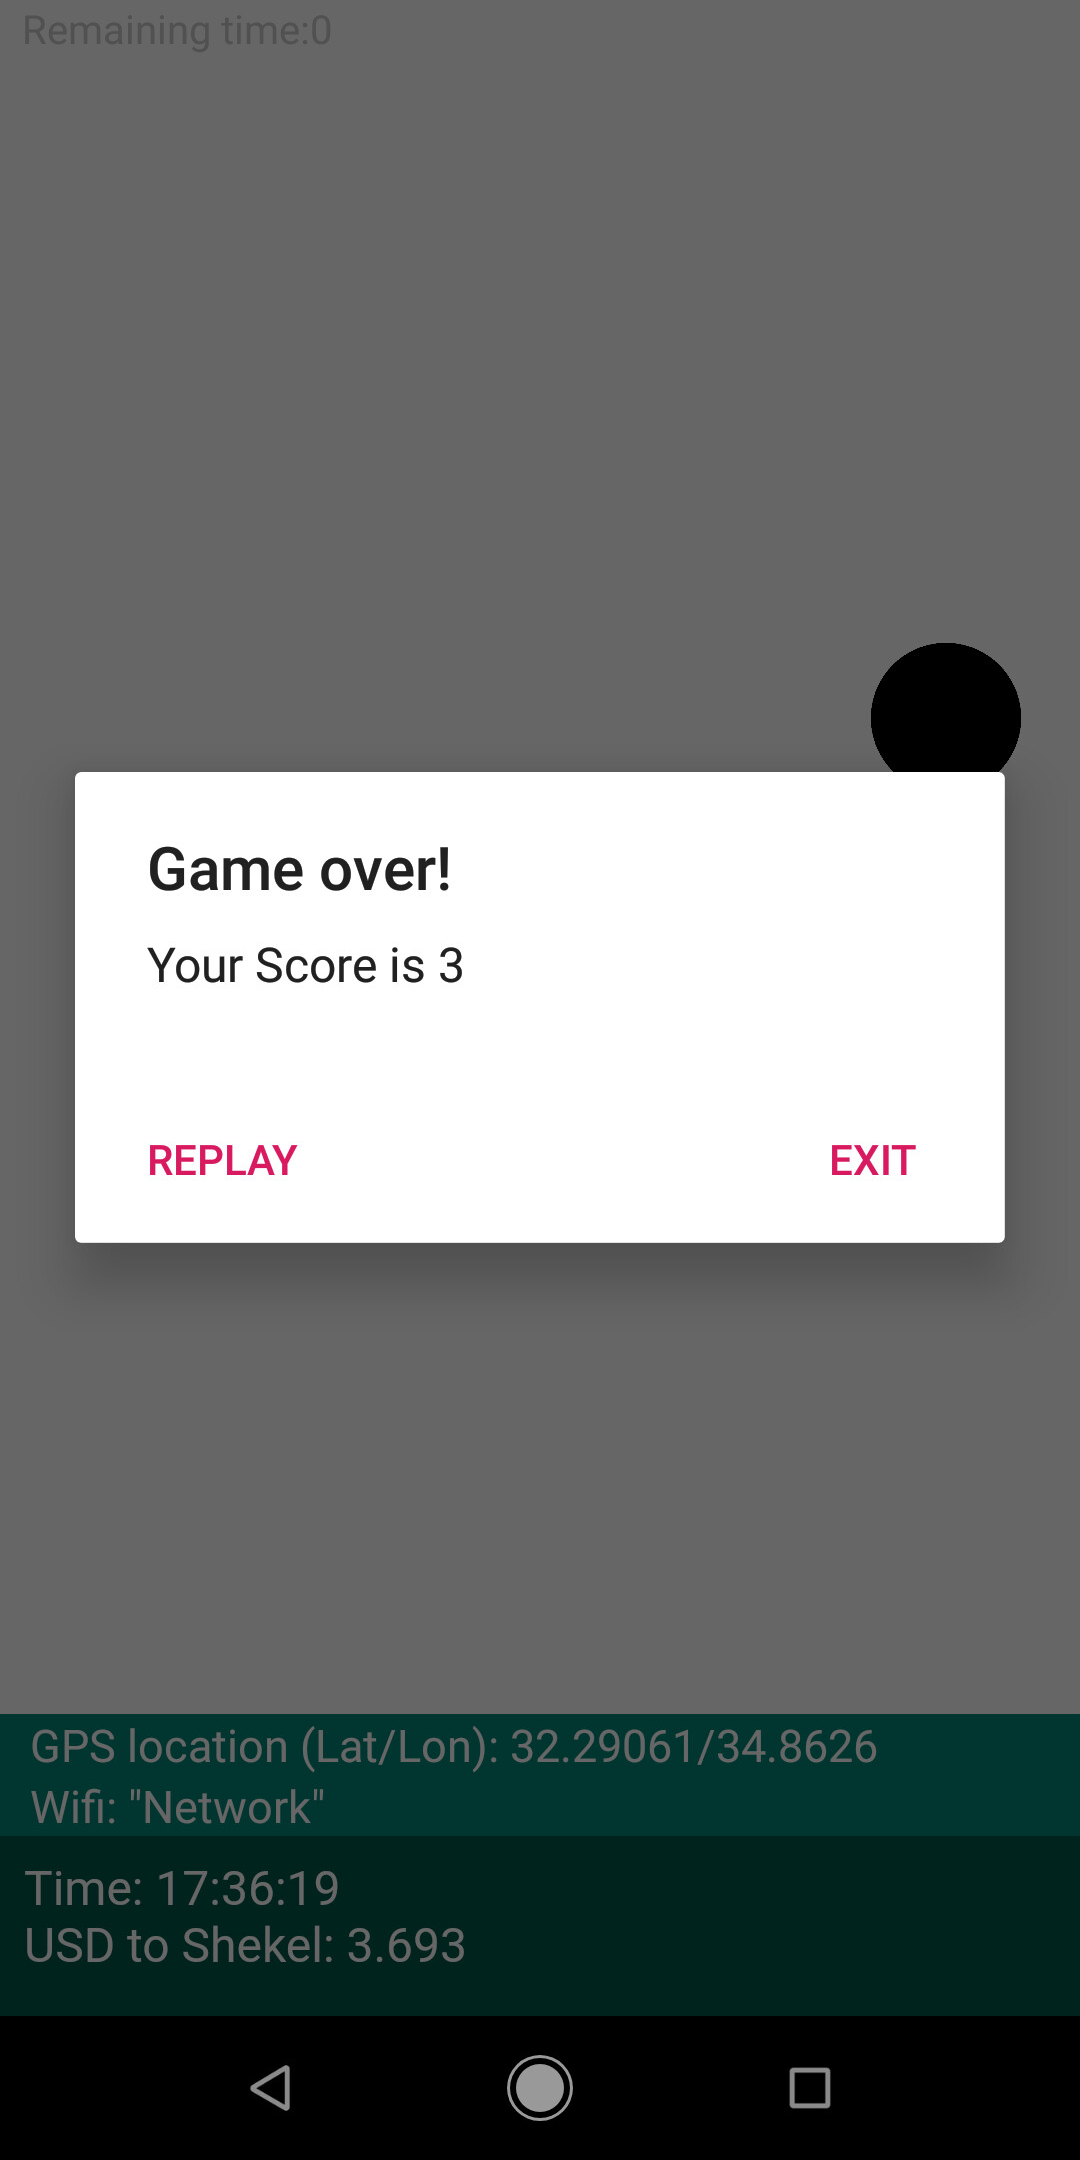 Remaining time:0
Game over!
Your Score is 3
REPLAY EXIT
GPS location (Lat/Lon): 32.29061/34.8626
Wifi: "Network"
Time: 17:36:19
USD to Shekel: 3.693